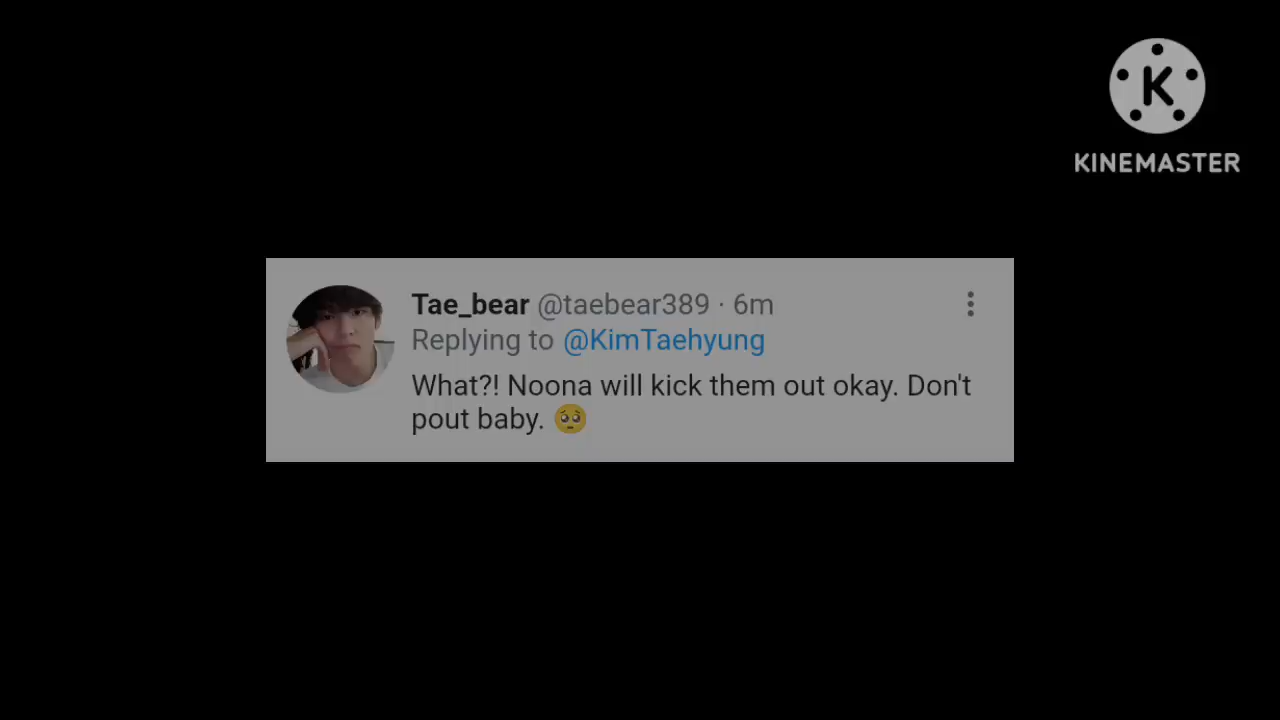 K
KINEMASTER
Tae_bear @taebear389 · 6m
Replying to @KimTaehyung
What?! Noona will kick them out okay. Don't
pout baby. 🥺